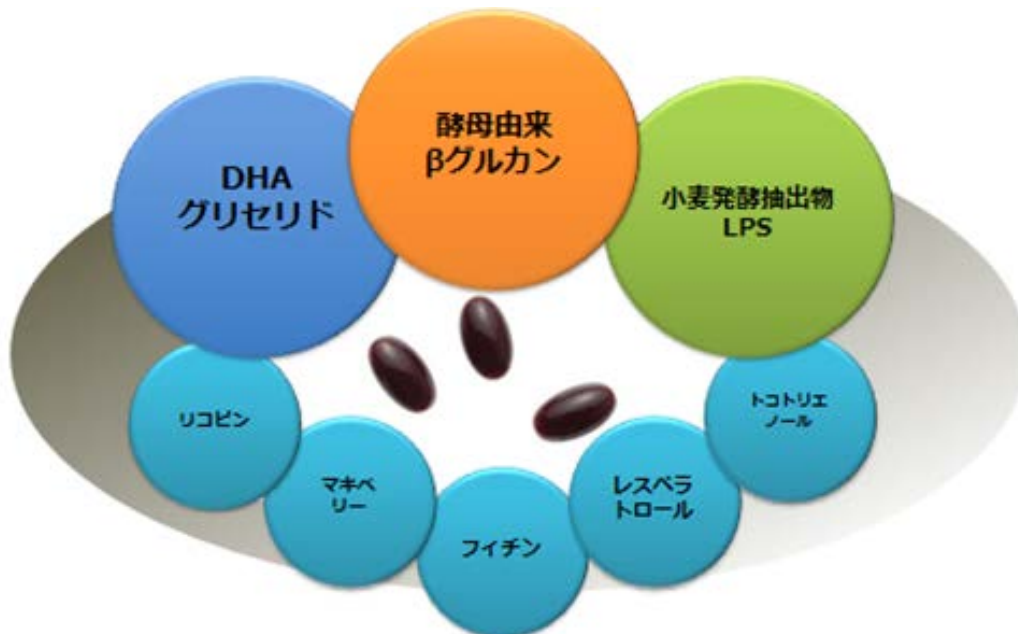 酵母由来
βグルカン
DHA
グリセリド
小麦発酵抽出物
LPS
リコピン
マキベ
リー
フィチン
レスベラ
トロール
トコトリエ
ノール